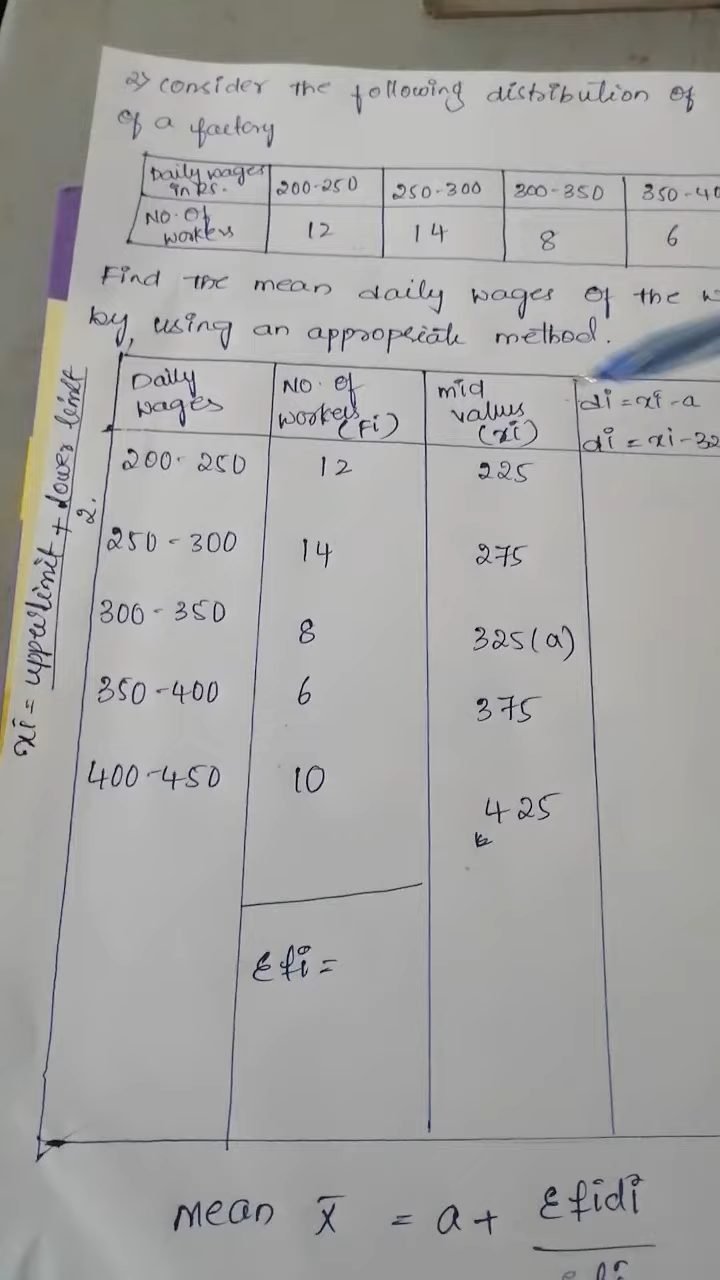 2) consider the following distribution of
of a factory
Daily wages in rs. 200-250 250-300 300-350 350-40
No. of workers 12 14 8 6
Find the mean daily wages of the w
by, using an appropriate method.
xi = upper limit + lower limit
2.
Daily wages No. of workers (Fi) mid values (xi) di = xi - a
di = xi - 32
200 - 250 12 225
250 - 300 14 275
300 - 350 8 325(a)
350 - 400 6 375
400 - 450 10 425
Σfi =
mean x̄ = a + Σfidi